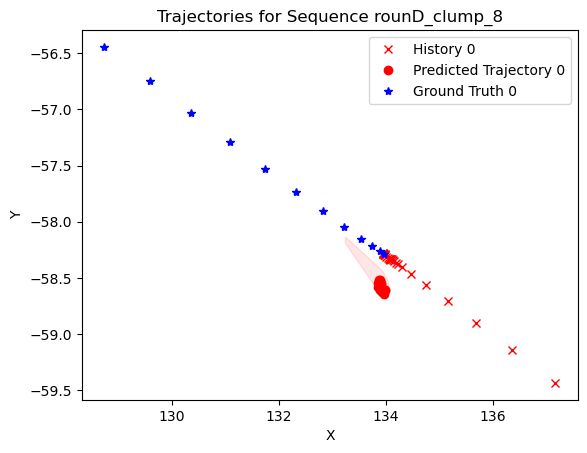 Trajectories for Sequence rounD_clump_8
History 0
Predicted Trajectory 0
Ground Truth 0
−56.5
−57.0
−57.5
−58.0
−58.5
−59.0
−59.5
Y
130 132 134 136
X